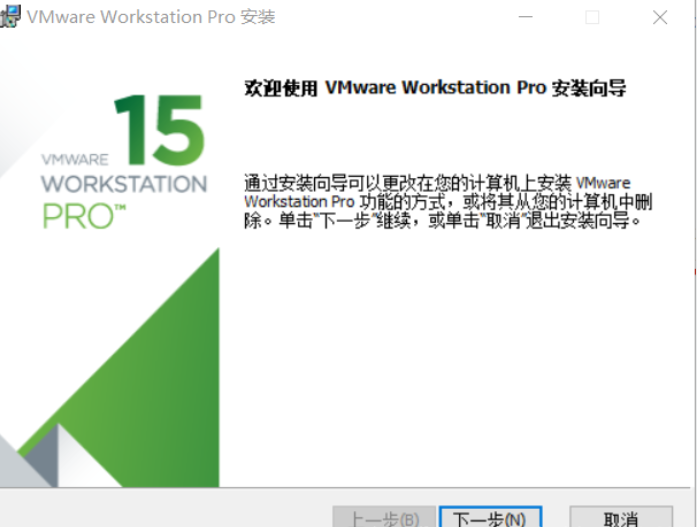 VMware Workstation Pro 安装
欢迎使用 VMware Workstation Pro 安装向导
15
VMWARE
WORKSTATION
PRO™
通过安装向导可以更改在您的计算机上安装 VMware
Workstation Pro 功能的方式，或将其从您的计算机中删
除。单击“下一步”继续，或单击“取消”退出安装向导。
上一步(B) 下一步(N) 取消